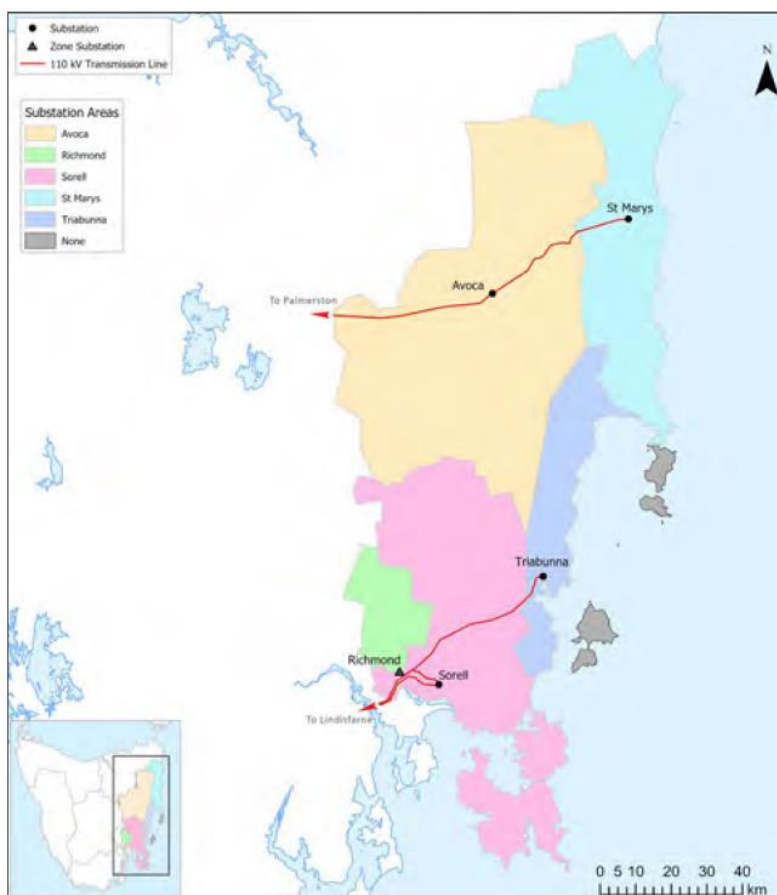 Substation
Zone Substation
110 kV Transmission Line
N
Substation Areas
Avoca
Richmond
Sorell
St Marys
Triabunna
None
St Marys
Avoca
To Palmerston
Triabunna
Richmond
Sorell
To Lindisfarne
0 5 10 20 30 40
km